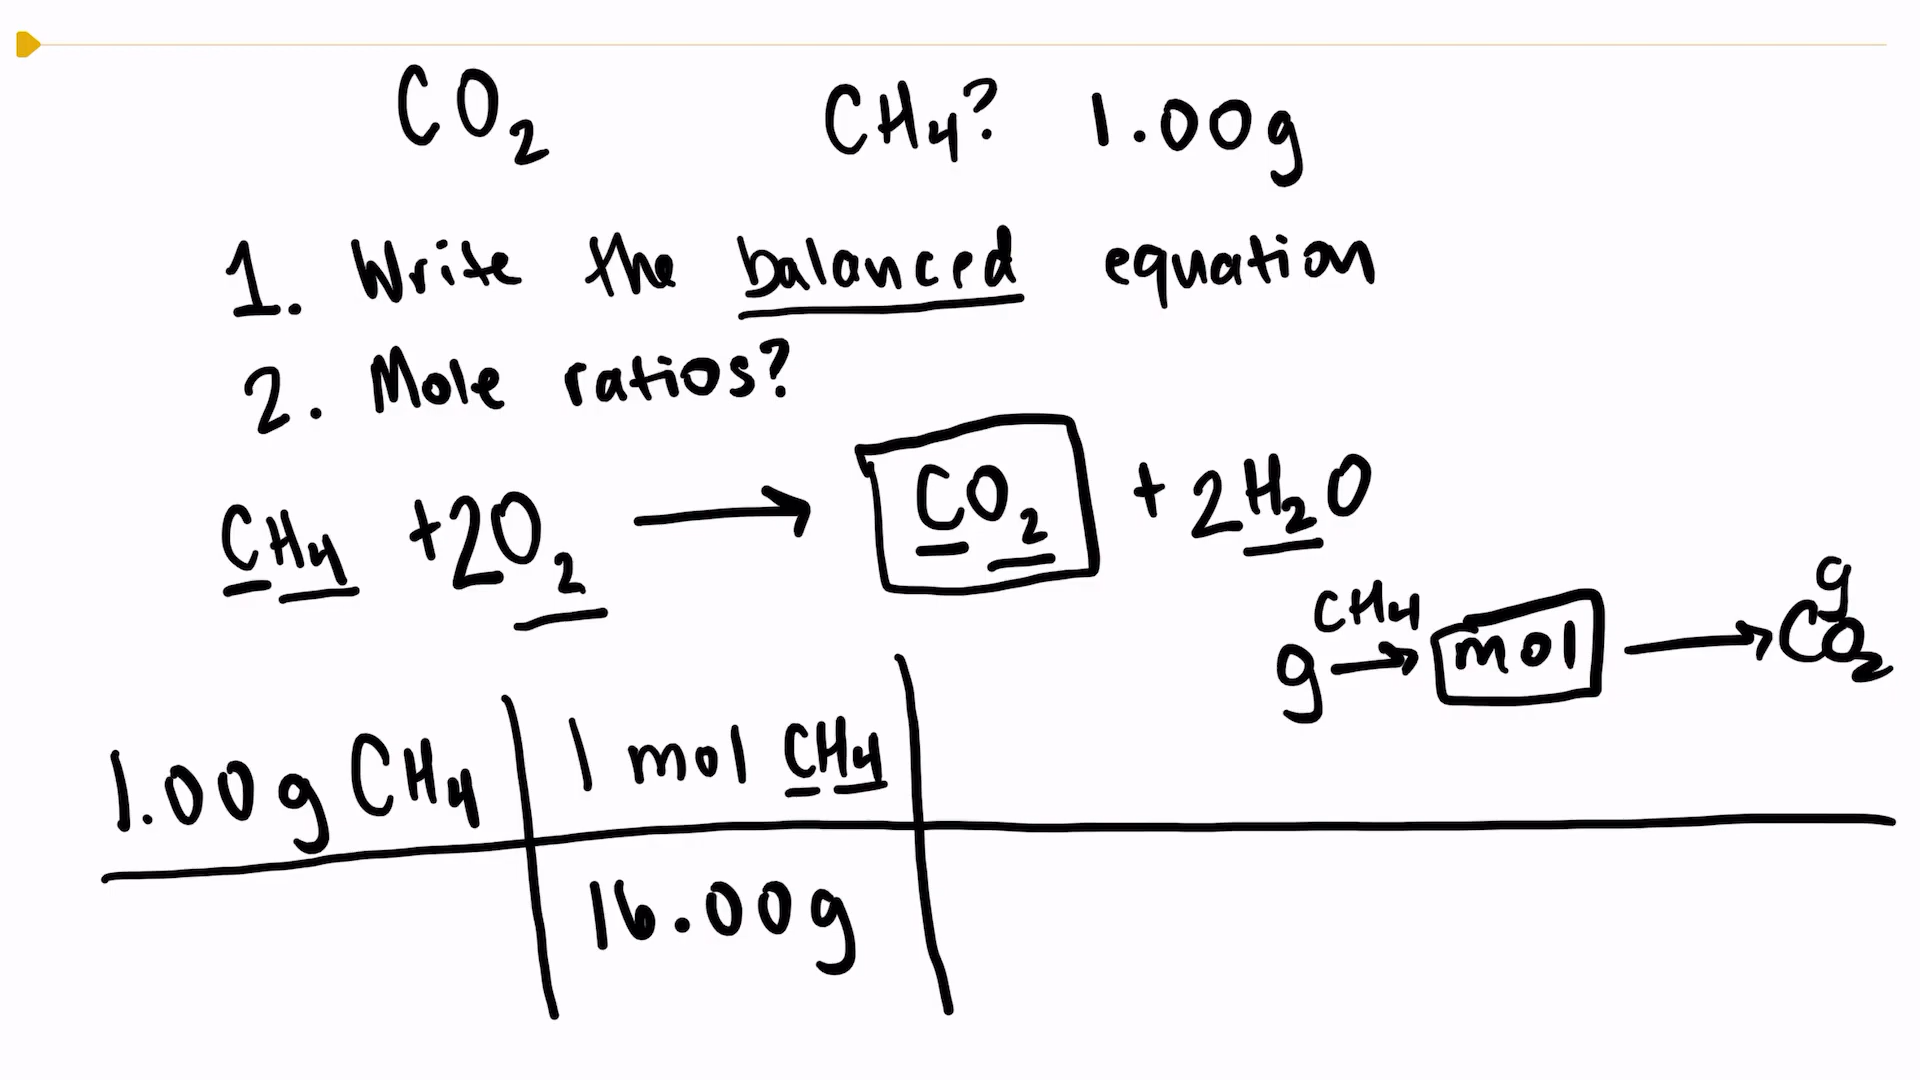 CO₂ CH₄? 1.00g
1. Write the balanced equation
2. Mole ratios?
CH₄ +2O₂ → CO₂ + 2H₂O
g CH₄ → mol → g CO₂
1.00g CH₄ 1 mol CH₄
16.00g